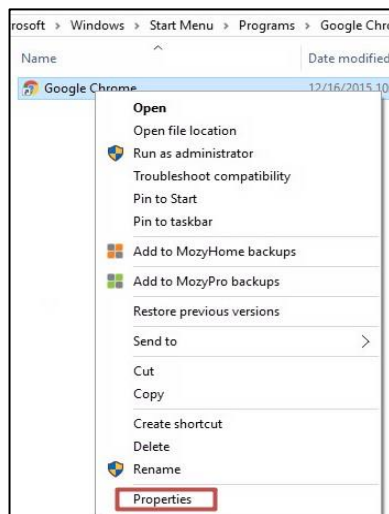 rosoft > Windows > Start Menu > Programs > Google Chr
Name Date modified
Google Chrome 12/16/2015 10
Open
Open file location
Run as administrator
Troubleshoot compatibility
Pin to Start
Pin to taskbar
Add to MozyHome backups
Add to MozyPro backups
Restore previous versions
Send to >
Cut
Copy
Create shortcut
Delete
Rename
Properties